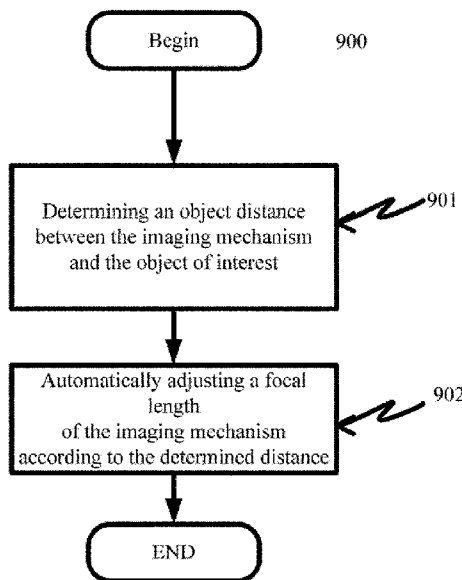 Begin
900
Determining an object distance
between the imaging mechanism
and the object of interest
901
Automatically adjusting a focal
length
of the imaging mechanism
according to the determined distance
902
END